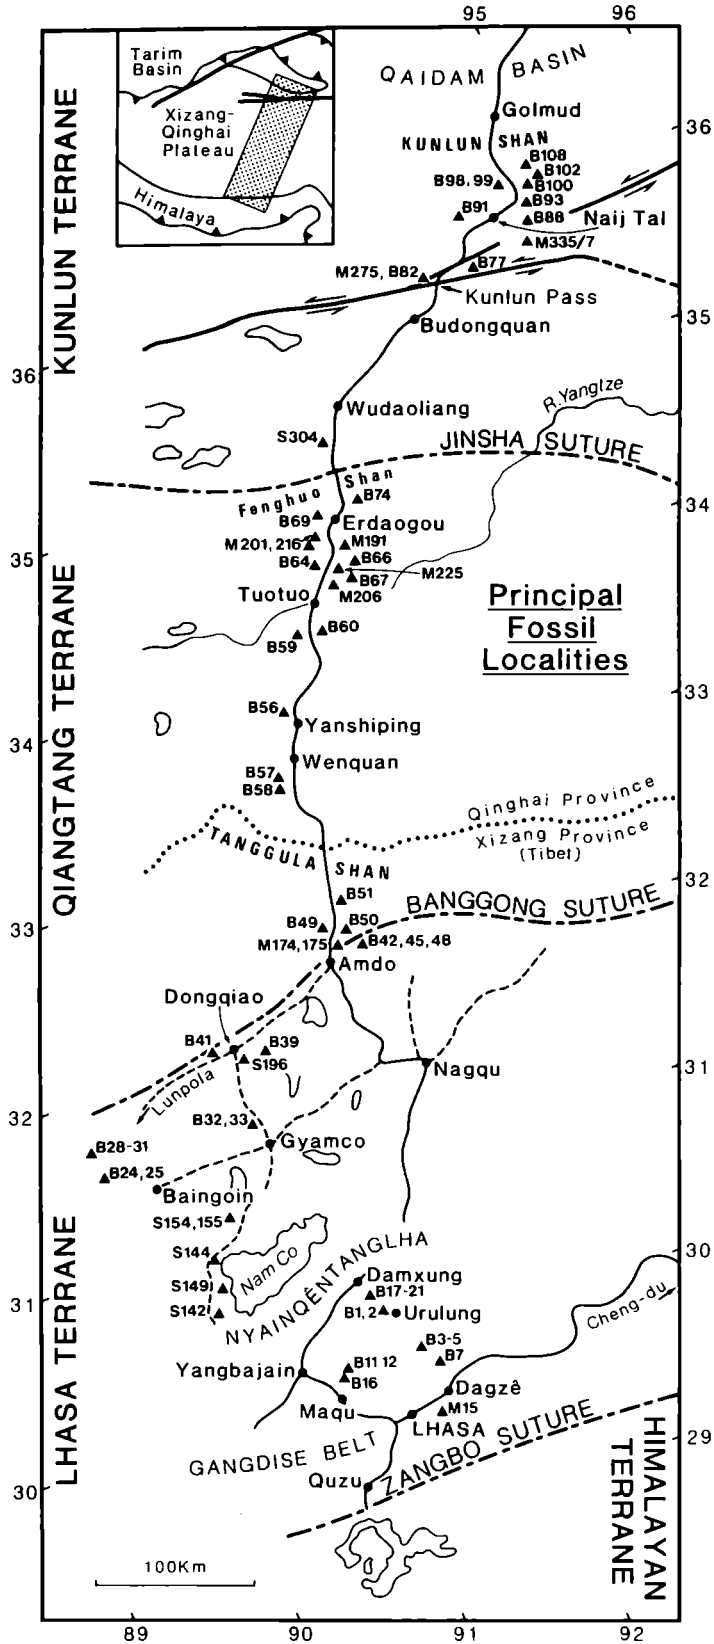 95
96
Tarim
Basin
Xizang-
Qinghai
Plateau
Himalaya
QAIDAM BASIN
Golmud
36
KUNLUN SHAN
B108
B102
B98,99
B100
B93
B91
B88
Naij Tal
M335/7
B77
M275, B82
Kunlun Pass
35
Budongquan
KUNLUN TERRANE
36
Wudaoliang
R.Yangtze
S304
JINSHA SUTURE
Fenghuo Shan
B74
34
B69
Erdaogou
M201, 216
M191
35
B66
B64
M225
B67
Tuotuo
M206
Principal
Fossil
Localities
B60
B59
33
B56
Yanshiping
34
Wenquan
B57
B58
QIANGTANG TERRANE
Qinghai Province
Xizang Province
(Tibet)
TANGGULA SHAN
32
B51
BANGGONG SUTURE
B49
B50
33
M174,175
B42,45,48
Amdo
Dongqiao
B41
B39
S196
31
Nagqu
Lunpola
32
B32,33
Gyamco
B28-31
B24,25
Baingoin
S154,155
30
S144
Nam Co
NYAINQÊNTANGLHA
Damxung
S149
B17-21
31
S142
B1,2
Urulung
Cheng-du
B3-5
B7
B11 12
Yangbajain
B16
Dagzê
Maqu
M15
LHASA
29
LHASA TERRANE
GANGDISE BELT
ZANGBO SUTURE
Quzu
30
HIMALAYAN
TERRANE
100Km
89
90
91
92